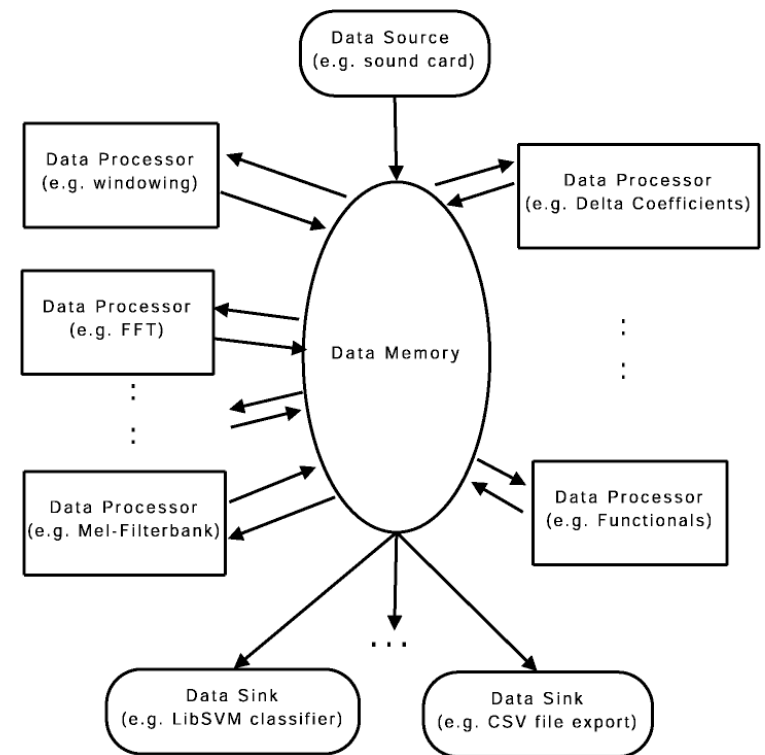 Data Source
(e.g. sound card)
Data Processor
(e.g. windowing)
Data Processor
(e.g. Delta Coefficients)
Data Processor
(e.g. FFT)
Data Memory
:
:
:
:
Data Processor
(e.g. Mel-Filterbank)
Data Processor
(e.g. Functionals)
...
Data Sink
(e.g. LibSVM classifier)
Data Sink
(e.g. CSV file export)